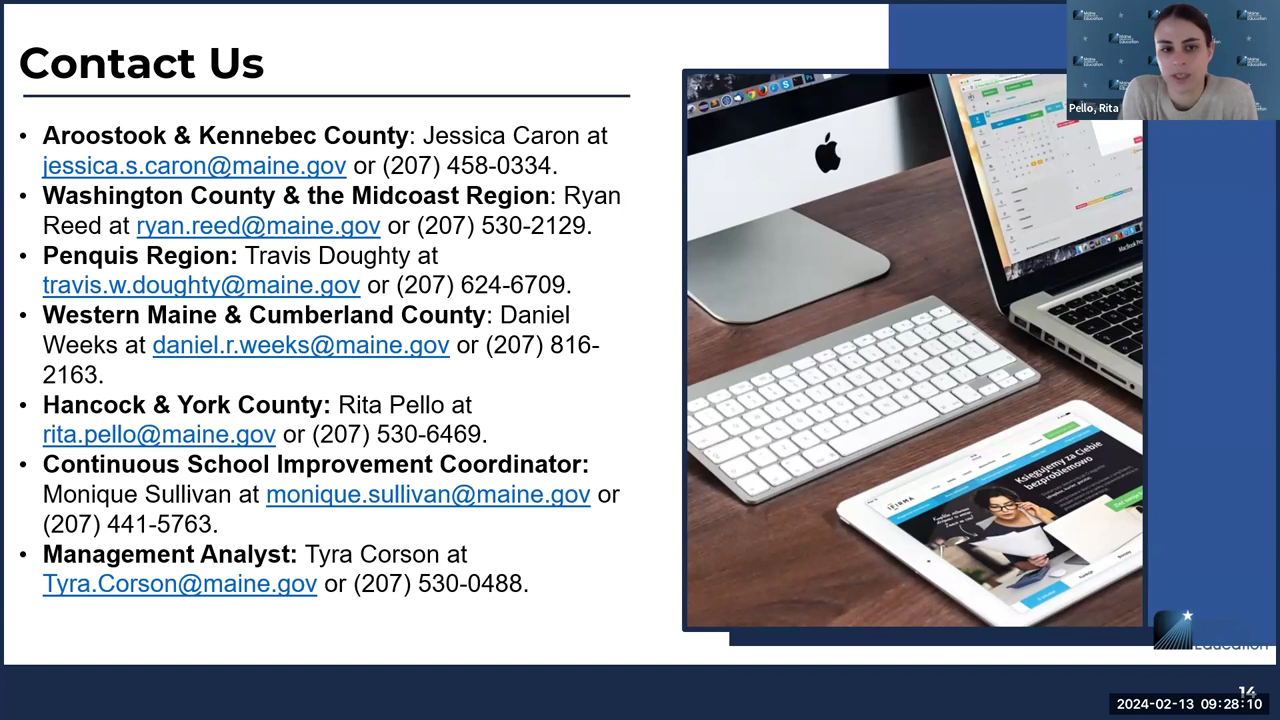 Contact Us
• Aroostook & Kennebec County: Jessica Caron at
jessica.s.caron@maine.gov or (207) 458-0334.
• Washington County & the Midcoast Region: Ryan
Reed at ryan.reed@maine.gov or (207) 530-2129.
• Penquis Region: Travis Doughty at
travis.w.doughty@maine.gov or (207) 624-6709.
• Western Maine & Cumberland County: Daniel
Weeks at daniel.r.weeks@maine.gov or (207) 816-
2163.
• Hancock & York County: Rita Pello at
rita.pello@maine.gov or (207) 530-6469.
• Continuous School Improvement Coordinator:
Monique Sullivan at monique.sullivan@maine.gov or
(207) 441-5763.
• Management Analyst: Tyra Corson at
Tyra.Corson@maine.gov or (207) 530-0488.
Pello, Rita
MacBook Pro
IFIRMA
Księgujemy za Ciebie
bezproblemowo
Education
14
2024-02-13 09:28:10